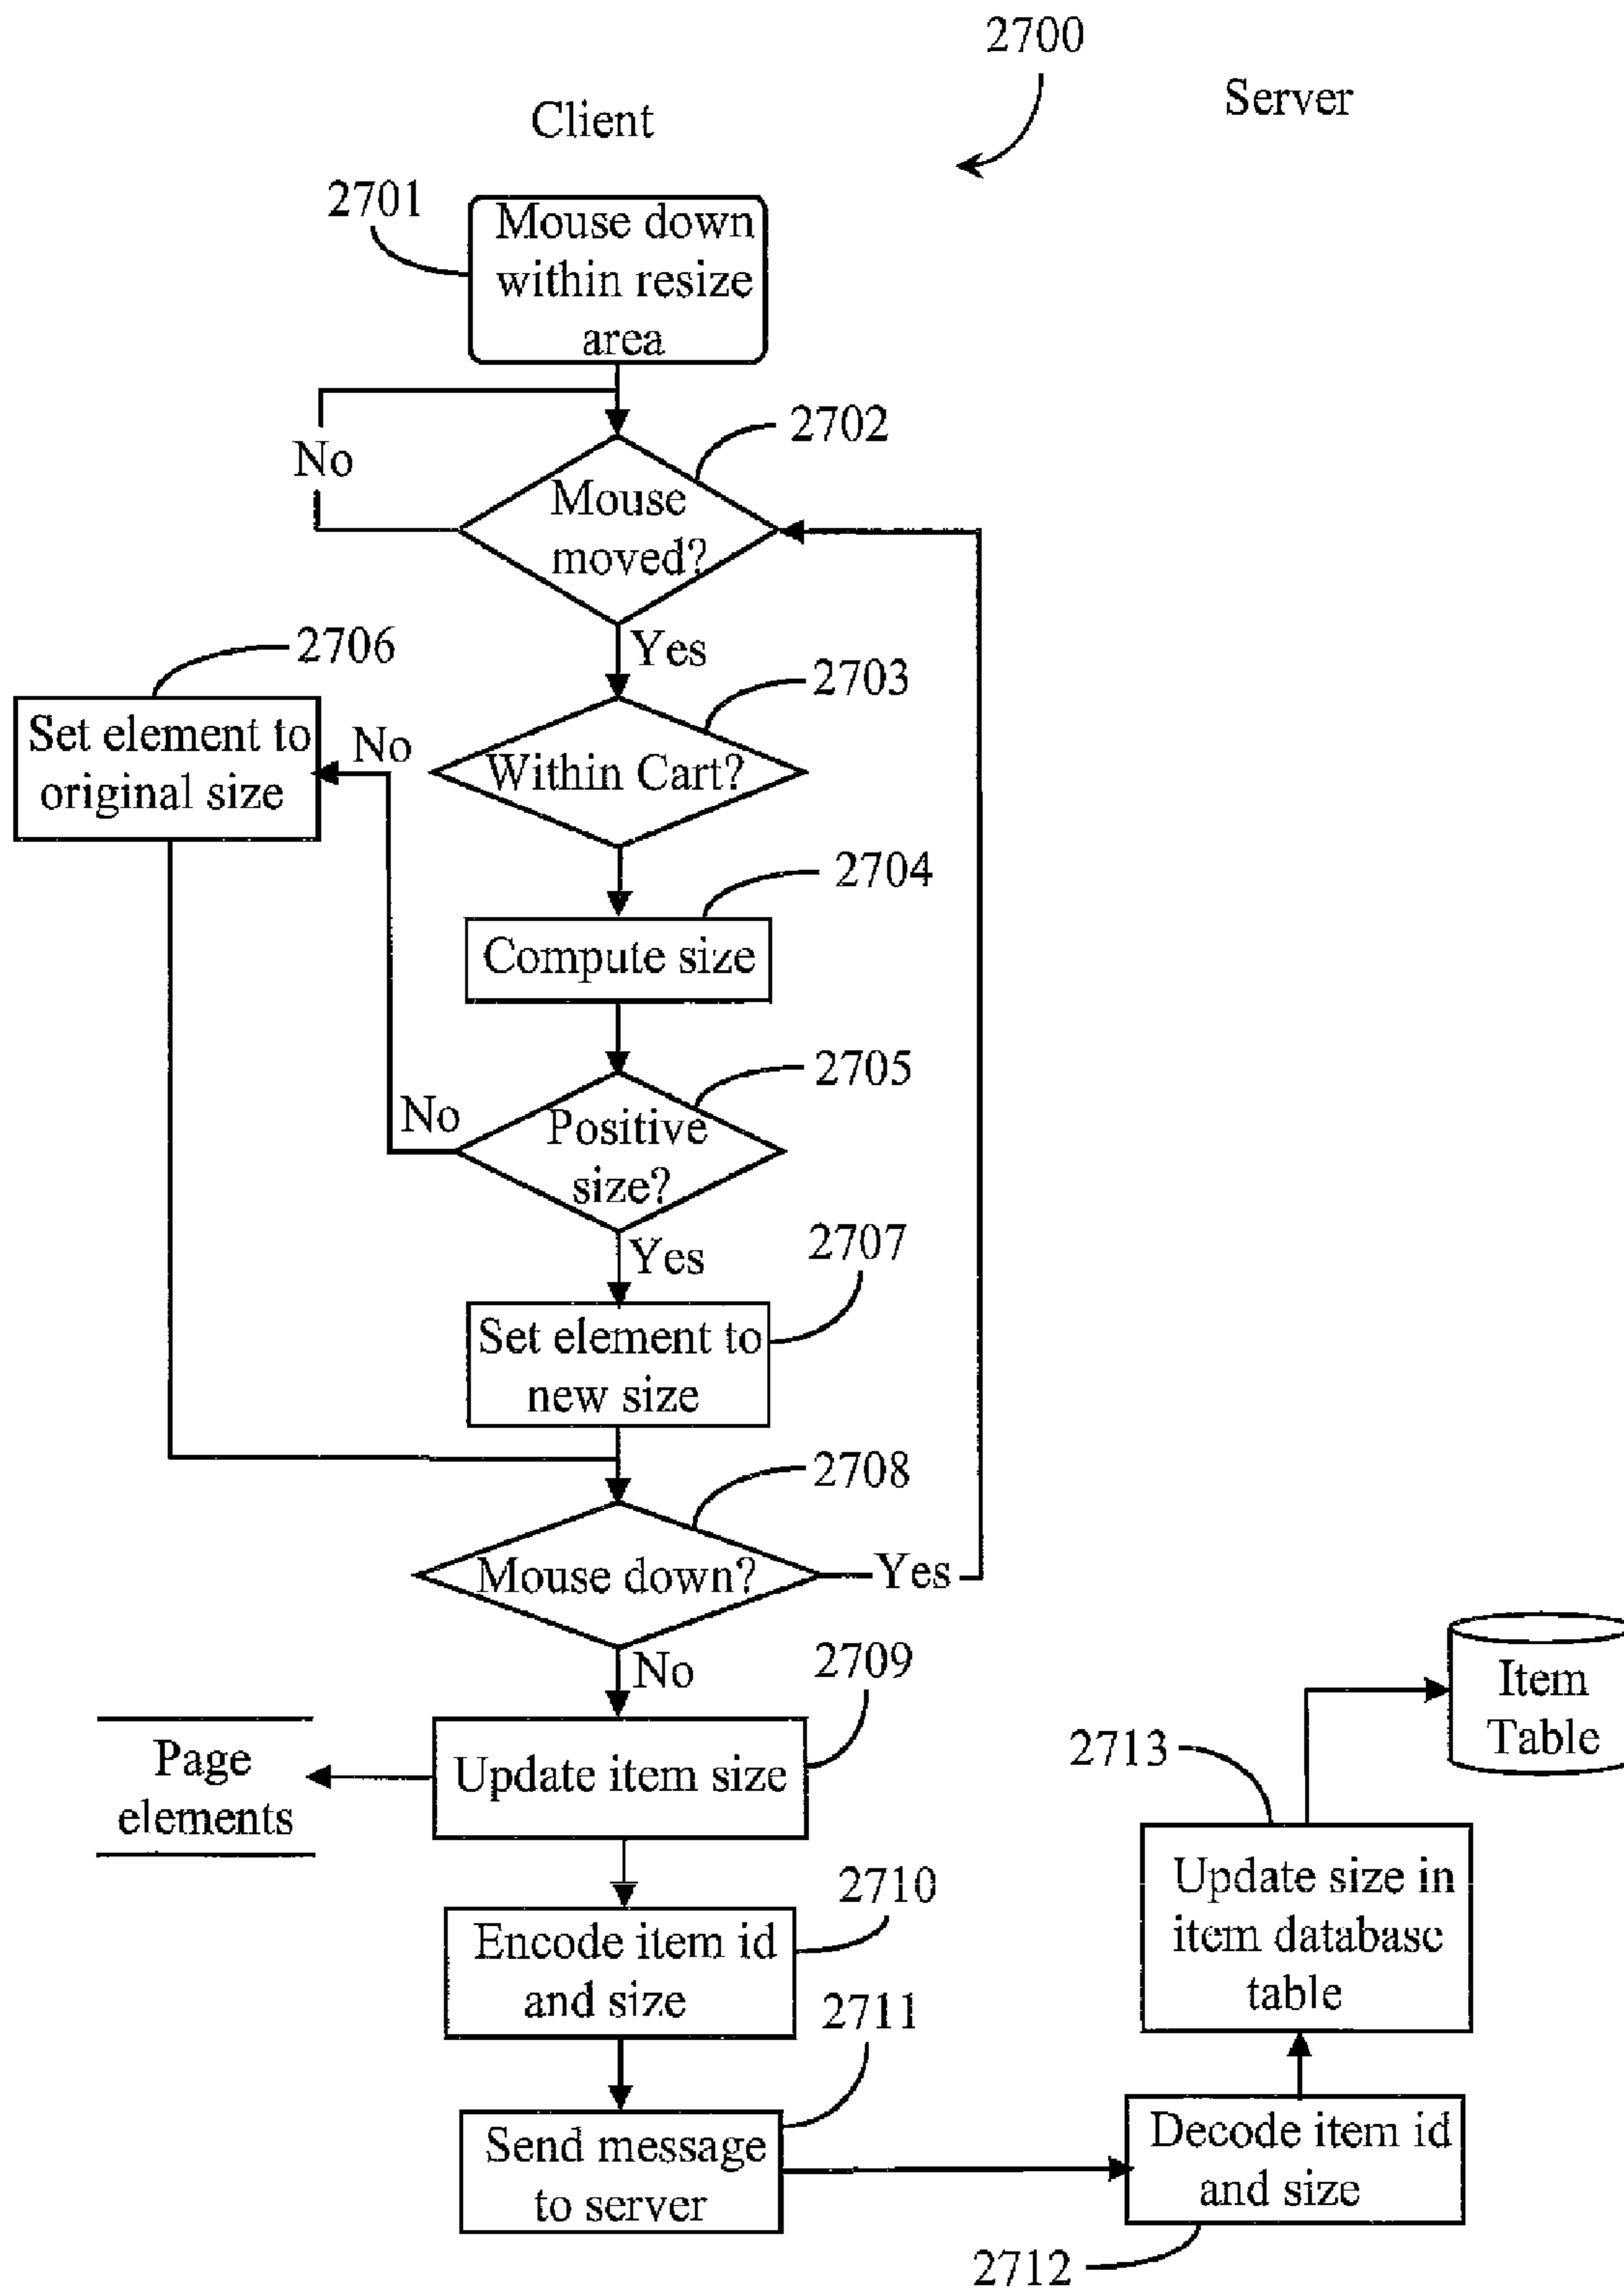 2700
Client
Server
2701
Mouse down
within resize
area
2702
No
Mouse
moved?
2706
Yes
2703
Set element to
original size
No
Within Cart?
2704
Compute size
2705
No
Positive
size?
Yes
2707
Set element to
new size
2708
Mouse down?
Yes
No
2709
Item
Table
Page
elements
Update item size
2713
2710
Update size in
item database
table
Encode item id
and size
2711
Send message
to server
Decode item id
and size
2712